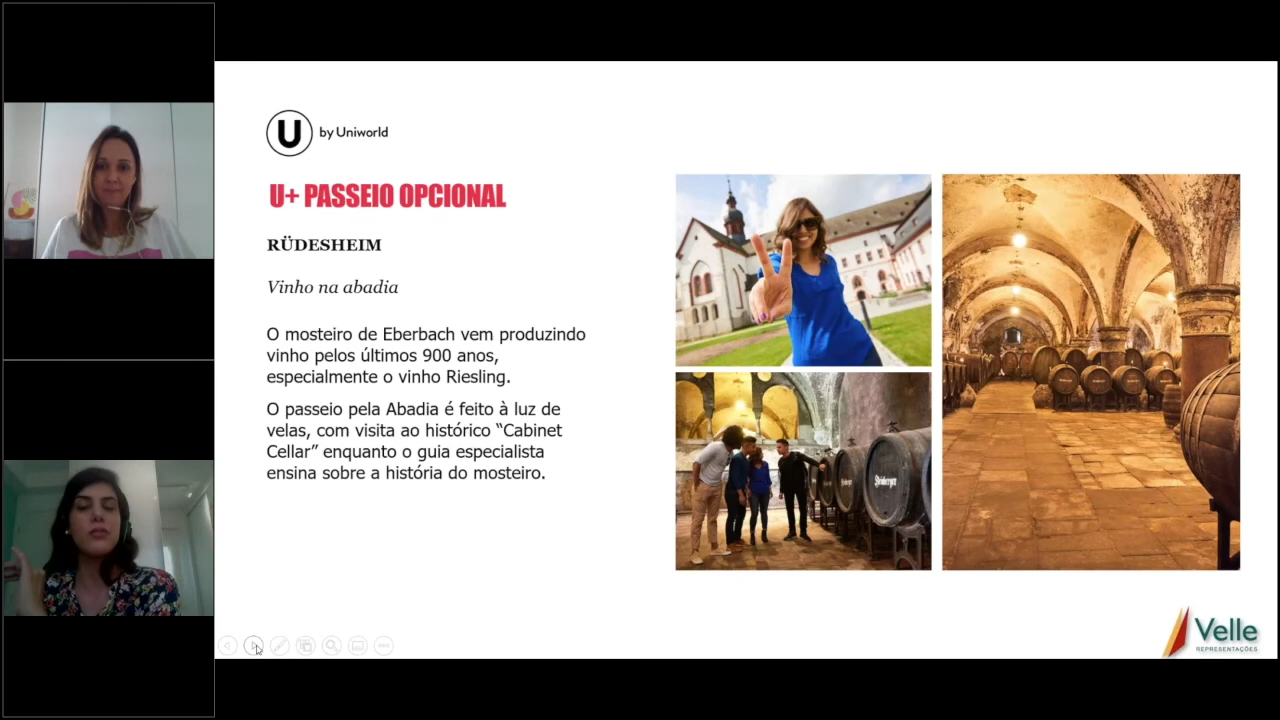 U by Uniworld
U+ PASSEIO OPCIONAL
RÜDESHEIM
Vinho na abadia
O mosteiro de Eberbach vem produzindo
vinho pelos últimos 900 anos,
especialmente o vinho Riesling.
O passeio pela Abadia é feito à luz de
velas, com visita ao histórico “Cabinet
Cellar” enquanto o guia especialista
ensina sobre a história do mosteiro.
Steinberger
Velle
REPRESENTAÇÕES